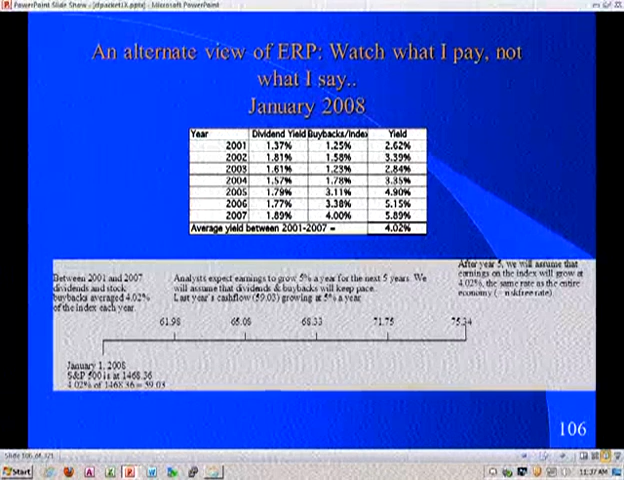 PowerPoint Slide Show - [dfpacket1X.pptx] - Microsoft PowerPoint
An alternate view of ERP: Watch what I pay, not
what I say..
January 2008
Year Dividend Yield Buybacks/Index Yield
2001 1.37% 1.25% 2.62%
2002 1.81% 1.58% 3.39%
2003 1.61% 1.23% 2.84%
2004 1.57% 1.78% 3.35%
2005 1.79% 3.11% 4.90%
2006 1.77% 3.38% 5.15%
2007 1.89% 4.00% 5.89%
Average yield between 2001-2007 = 4.02%
Between 2001 and 2007
dividends and stock
buybacks averaged 4.02%
of the index each year.
Analysts expect earnings to grow 5% a year for the next 5 years. We
will assume that dividends & buybacks will keep pace..
Last year's cashflow (59.03) growing at 5% a year
After year 5, we will assume that
earnings on the index will grow at
4.02%, the same rate as the entire
economy (= riskfree rate).
61.98 65.08 68.33 71.75 75.34
January 1, 2008
S&P 500 is at 1468.36
4.02% of 1468.36 = 59.03
106
Slide 106 of 321
Start
11:37 AM